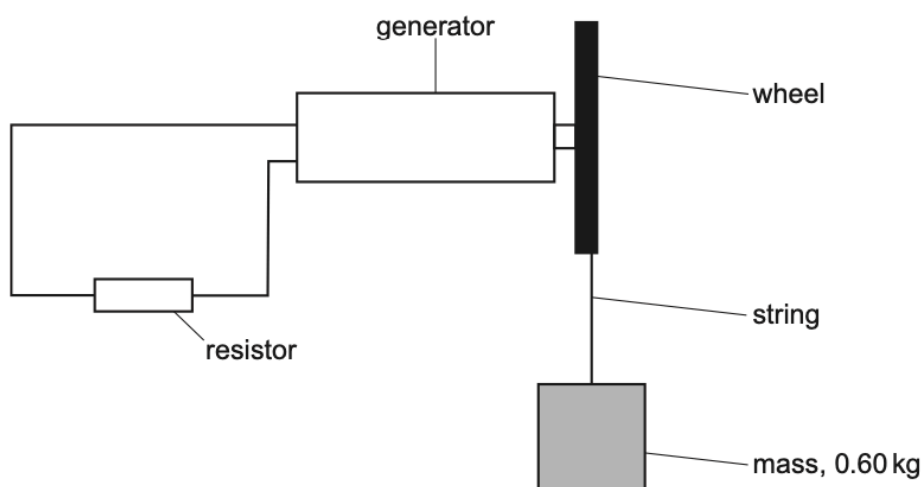 generator
wheel
string
resistor
mass, 0.60 kg